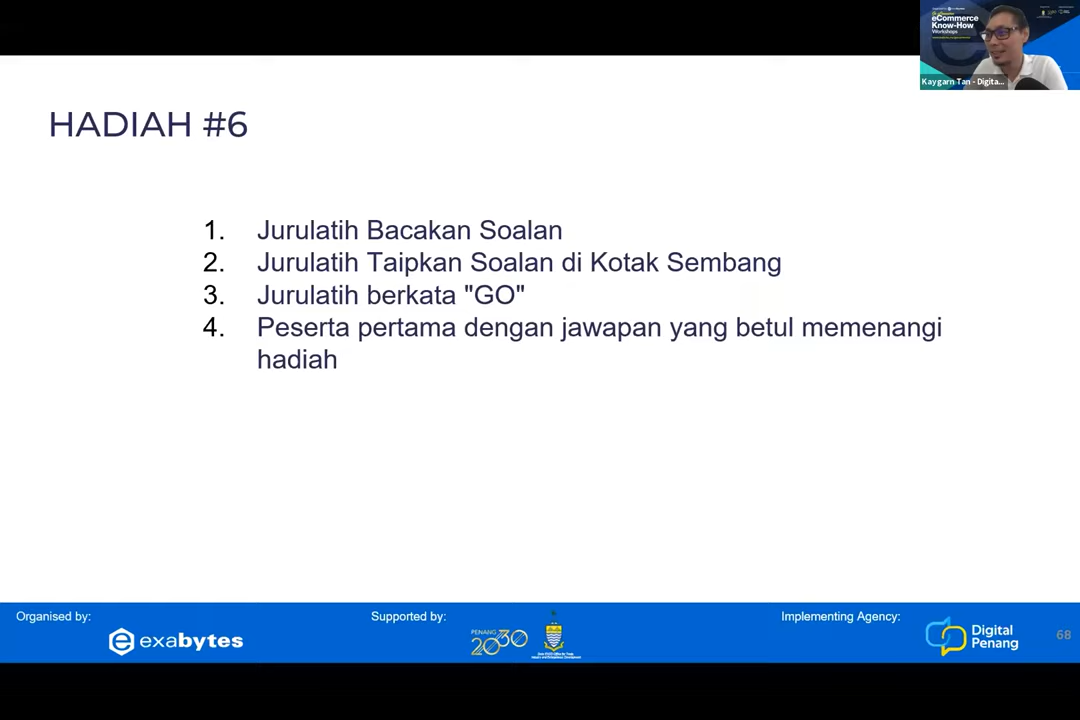 eCommerce
Know-How
Workshops
Kaygarn Tan - Digita...
HADIAH #6
1. Jurulatih Bacakan Soalan
2. Jurulatih Taipkan Soalan di Kotak Sembang
3. Jurulatih berkata "GO"
4. Peserta pertama dengan jawapan yang betul memenangi
hadiah
Organised by:
exabytes
Supported by:
PENANG
2030
Implementing Agency:
Digital
Penang
68